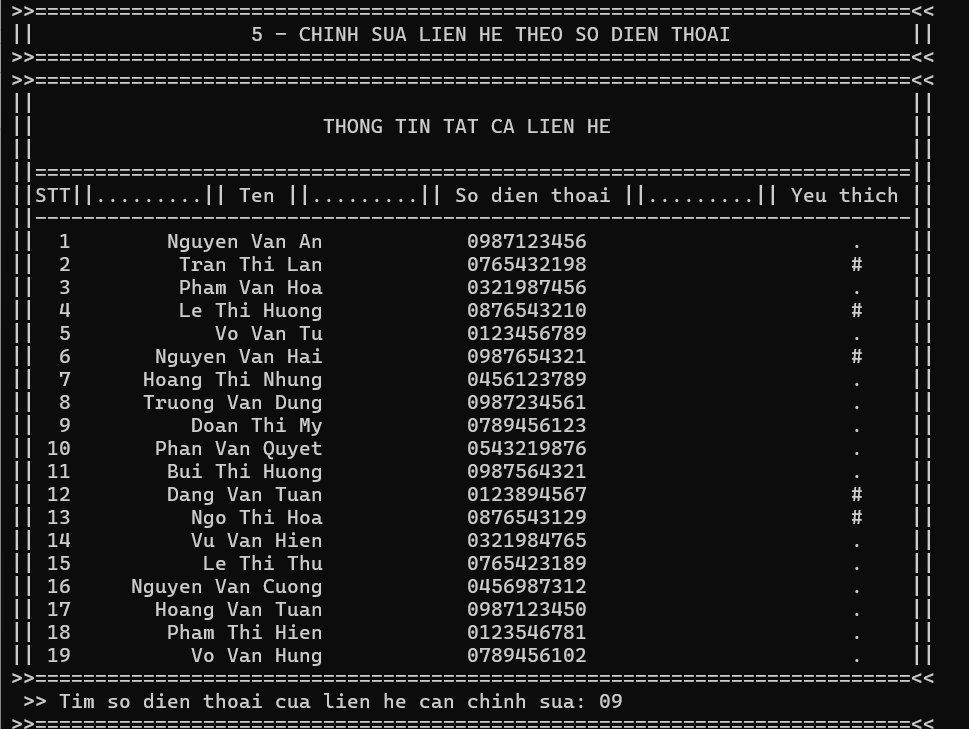 >>=========================================================================<<
||                  5 - CHINH SUA LIEN HE THEO SO DIEN THOAI               ||
>>=========================================================================<<
>>=========================================================================<<
||                                                                         ||
||                        THONG TIN TAT CA LIEN HE                         ||
||                                                                         ||
||=========================================================================||
||STT||.........|| Ten ||.........|| So dien thoai ||.........|| Yeu thich ||
||-------------------------------------------------------------------------||
||  1        Nguyen Van An            0987123456                      .    ||
||  2         Tran Thi Lan            0765432198                      #    ||
||  3         Pham Van Hoa            0321987456                      .    ||
||  4         Le Thi Huong            0876543210                      #    ||
||  5            Vo Van Tu            0123456789                      .    ||
||  6       Nguyen Van Hai            0987654321                      #    ||
||  7      Hoang Thi Nhung            0456123789                      .    ||
||  8      Truong Van Dung            0987234561                      .    ||
||  9          Doan Thi My            0789456123                      .    ||
|| 10       Phan Van Quyet            0543219876                      .    ||
|| 11        Bui Thi Huong            0987564321                      .    ||
|| 12        Dang Van Tuan            0123894567                      #    ||
|| 13          Ngo Thi Hoa            0876543129                      #    ||
|| 14          Vu Van Hien            0321984765                      .    ||
|| 15           Le Thi Thu            0765423189                      .    ||
|| 16     Nguyen Van Cuong            0456987312                      .    ||
|| 17       Hoang Van Tuan            0987123450                      .    ||
|| 18        Pham Thi Hien            0123546781                      .    ||
|| 19          Vo Van Hung            0789456102                      .    ||
>>=========================================================================<<
 >> Tim so dien thoai cua lien he can chinh sua: 09
>>=========================================================================<<